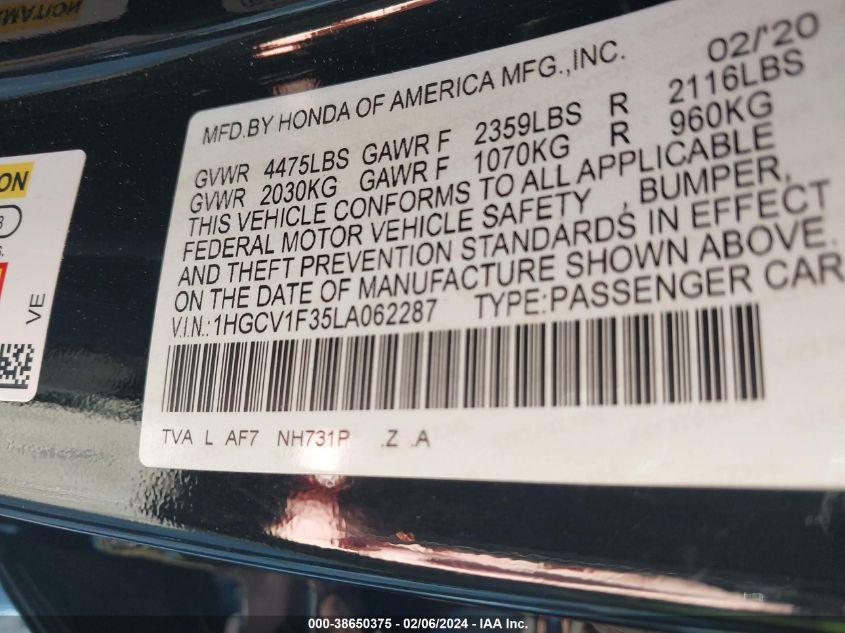 02/'20
MFD.BY HONDA OF AMERICA MFG.,INC.
GVWR 4475LBS GAWR F 2359LBS R 2116LBS
GVWR 2030KG GAWR F 1070KG R 960KG
THIS VEHICLE CONFORMS TO ALL APPLICABLE
FEDERAL MOTOR VEHICLE SAFETY , BUMPER,
AND THEFT PREVENTION STANDARDS IN EFFECT
ON THE DATE OF MANUFACTURE SHOWN ABOVE.
V.I.N.:1HGCV1F35LA062287 TYPE:PASSENGER CAR
TVA L AF7 NH731P .Z .A
ON
3
VE
000-38650375 - 02/06/2024 - IAA Inc.